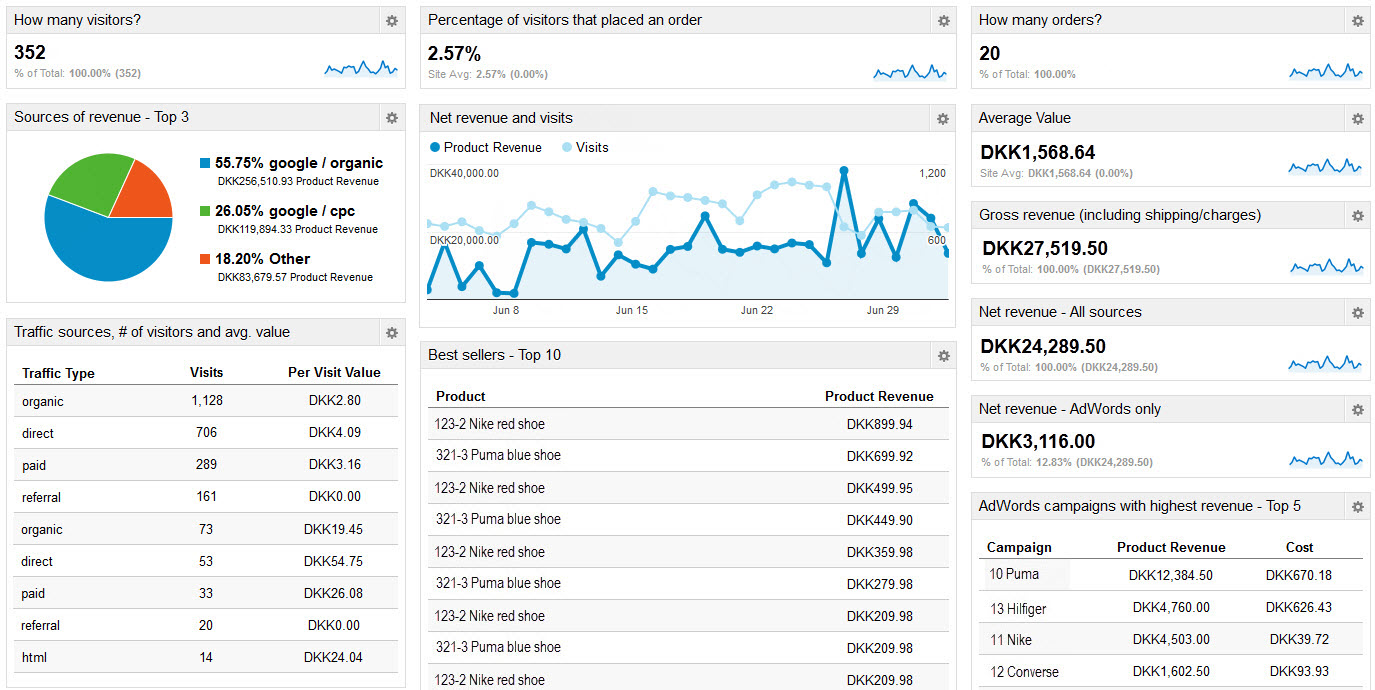 How many visitors?
352
% of Total: 100.00% (352)
Percentage of visitors that placed an order
2.57%
Site Avg: 2.57% (0.00%)
How many orders?
20
% of Total: 100.00%
Sources of revenue - Top 3
55.75% google / organic
DKK256,510.93 Product Revenue
26.05% google / cpc
DKK119,894.33 Product Revenue
18.20% Other
DKK83,679.57 Product Revenue
Net revenue and visits
Product Revenue Visits
DKK40,000.00 1,200
DKK20,000.00 600
Jun 8 Jun 15 Jun 22 Jun 29
Average Value
DKK1,568.64
Site Avg: DKK1,568.64 (0.00%)
Gross revenue (including shipping/charges)
DKK27,519.50
% of Total: 100.00% (DKK27,519.50)
Net revenue - All sources
DKK24,289.50
% of Total: 100.00% (DKK24,289.50)
Net revenue - AdWords only
DKK3,116.00
% of Total: 12.83% (DKK24,289.50)
Traffic sources, # of visitors and avg. value
Traffic Type Visits Per Visit Value
organic 1,128 DKK2.80
direct 706 DKK4.09
paid 289 DKK3.16
referral 161 DKK0.00
organic 73 DKK19.45
direct 53 DKK54.75
paid 33 DKK26.08
referral 20 DKK0.00
html 14 DKK24.04
Best sellers - Top 10
Product Product Revenue
123-2 Nike red shoe DKK899.94
321-3 Puma blue shoe DKK699.92
123-2 Nike red shoe DKK499.95
321-3 Puma blue shoe DKK449.90
123-2 Nike red shoe DKK359.98
321-3 Puma blue shoe DKK279.98
123-2 Nike red shoe DKK209.98
321-3 Puma blue shoe DKK209.98
123-2 Nike red shoe DKK209.98
AdWords campaigns with highest revenue - Top 5
Campaign Product Revenue Cost
10 Puma DKK12,384.50 DKK670.18
13 Hilfiger DKK4,760.00 DKK626.43
11 Nike DKK4,503.00 DKK39.72
12 Converse DKK1,602.50 DKK93.93